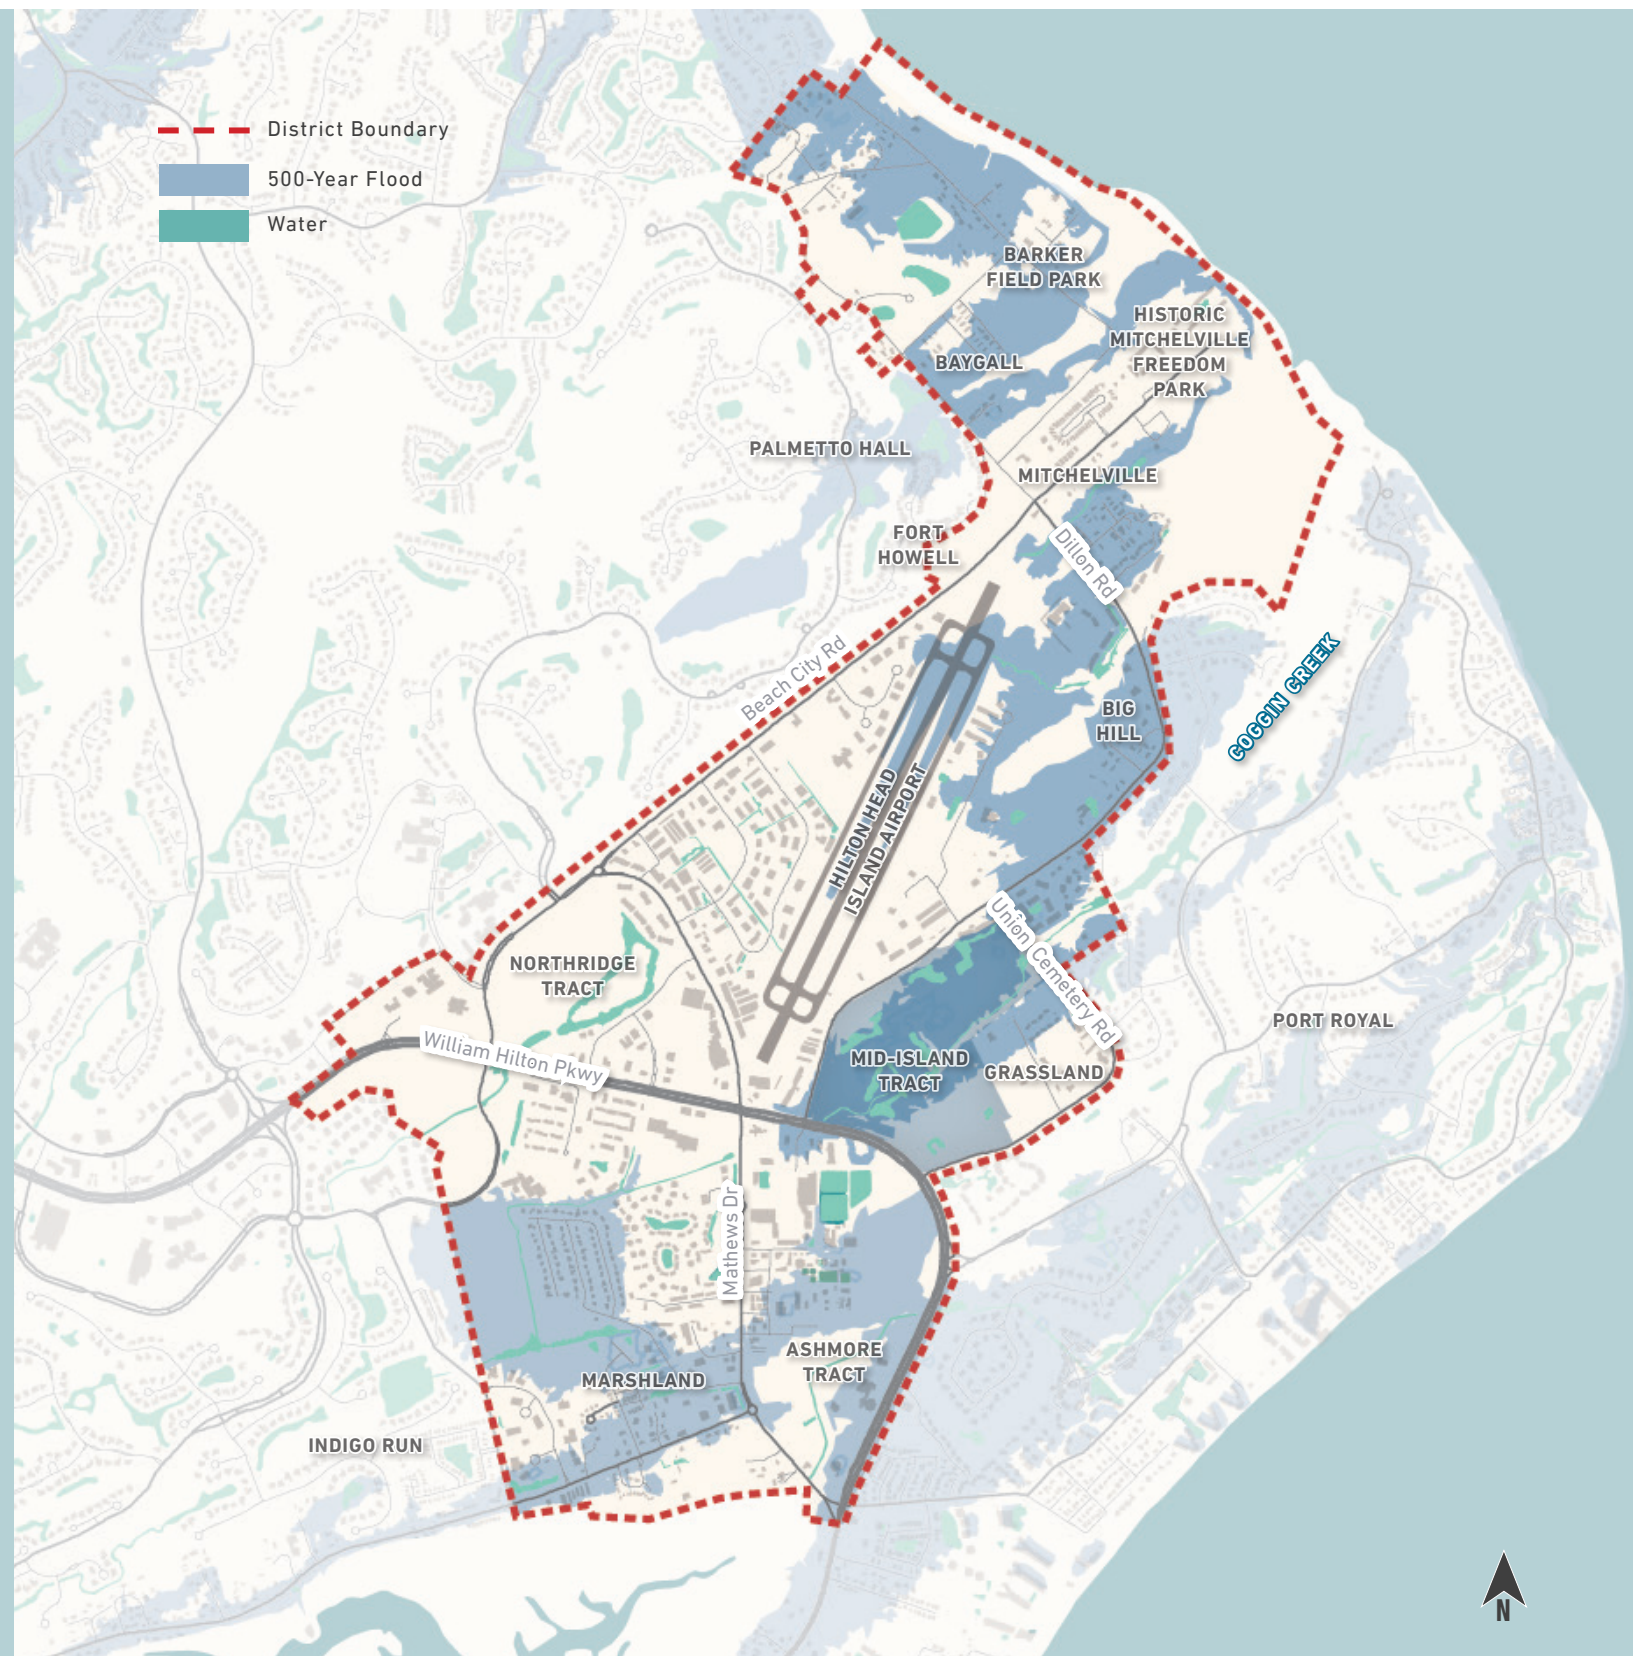 District Boundary
500-Year Flood
Water
BARKER
FIELD PARK
HISTORIC
MITCHELVILLE
FREEDOM
PARK
BAYGALL
PALMETTO HALL
MITCHELVILLE
FORT
HOWELL
Dillon Rd
Beach City Rd
COGGIN CREEK
BIG
HILL
HILTON HEAD
ISLAND AIRPORT
Union Cemetery Rd
NORTHRIDGE
TRACT
PORT ROYAL
William Hilton Pkwy
MID-ISLAND
TRACT
GRASSLAND
Mathews Dr
ASHMORE
TRACT
MARSHLAND
INDIGO RUN
N